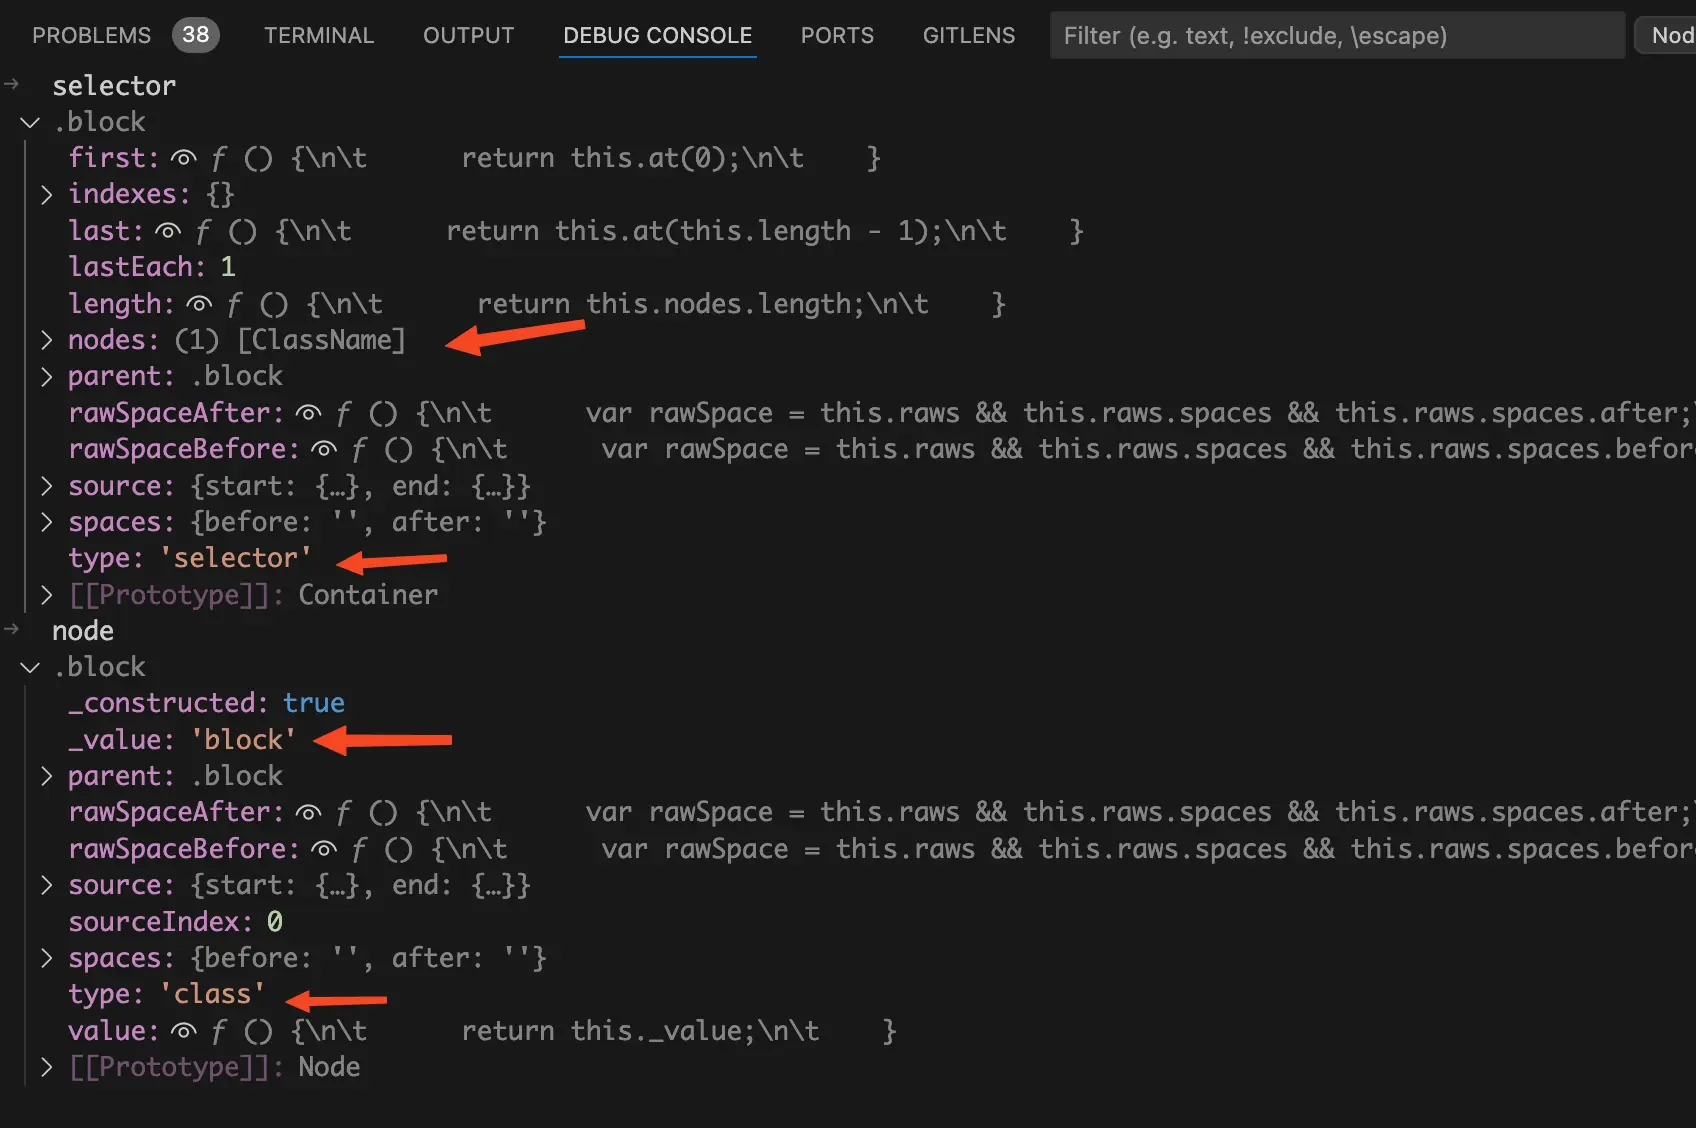 PROBLEMS 38 TERMINAL OUTPUT DEBUG CONSOLE PORTS GITLENS Filter (e.g. text, !exclude, \escape) Nod
→ selector
.block
first: f () {\n\t      return this.at(0);\n\t    }
indexes: {}
last: f () {\n\t      return this.at(this.length - 1);\n\t    }
lastEach: 1
length: f () {\n\t      return this.nodes.length;\n\t    }
nodes: (1) [ClassName]
parent: .block
rawSpaceAfter: f () {\n\t      var rawSpace = this.raws && this.raws.spaces && this.raws.spaces.after;\
rawSpaceBefore: f () {\n\t      var rawSpace = this.raws && this.raws.spaces && this.raws.spaces.befor
source: {start: {…}, end: {…}}
spaces: {before: '', after: ''}
type: 'selector'
[[Prototype]]: Container
→ node
.block
_constructed: true
_value: 'block'
parent: .block
rawSpaceAfter: f () {\n\t      var rawSpace = this.raws && this.raws.spaces && this.raws.spaces.after;\
rawSpaceBefore: f () {\n\t      var rawSpace = this.raws && this.raws.spaces && this.raws.spaces.befor
source: {start: {…}, end: {…}}
sourceIndex: 0
spaces: {before: '', after: ''}
type: 'class'
value: f () {\n\t      return this._value;\n\t    }
[[Prototype]]: Node